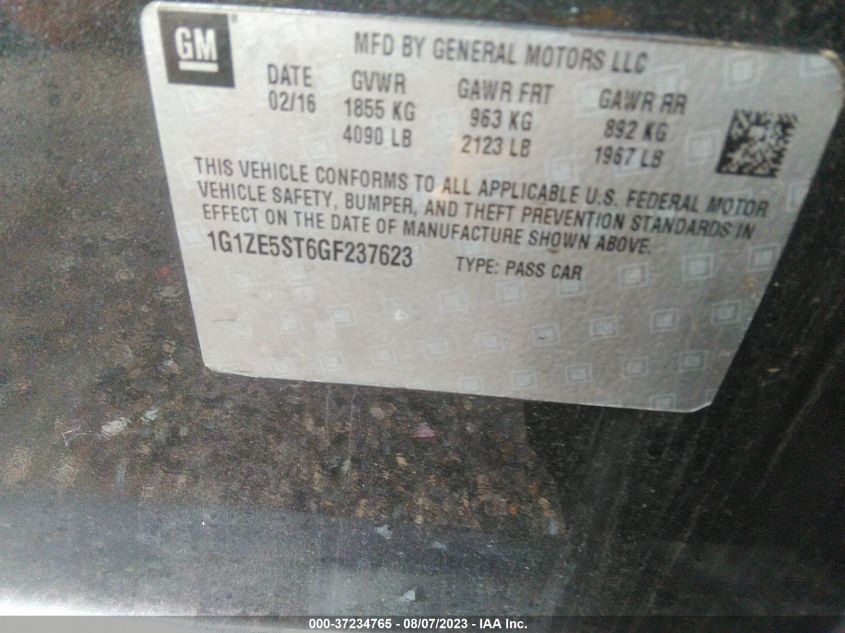 GM ®
MFD BY GENERAL MOTORS LLC
DATE GVWR GAWR FRT GAWR RR
02/16 1855 KG 963 KG 892 KG
4090 LB 2123 LB 1967 LB
THIS VEHICLE CONFORMS TO ALL APPLICABLE U.S. FEDERAL MOTOR
VEHICLE SAFETY, BUMPER, AND THEFT PREVENTION STANDARDS IN
EFFECT ON THE DATE OF MANUFACTURE SHOWN ABOVE.
1G1ZE5ST6GF237623 TYPE: PASS CAR
000-37234765 - 08/07/2023 - IAA Inc.